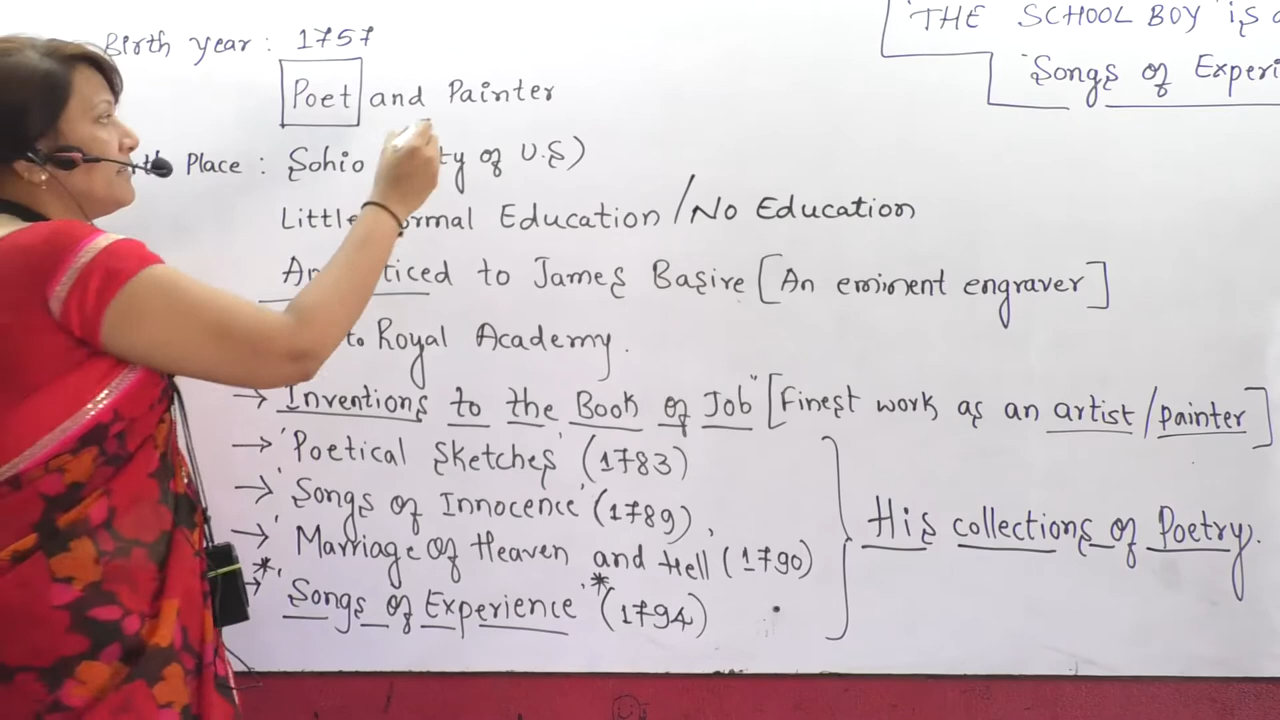 Birth year : 1757
Poet and Painter
Place : Sohio ty of U.S)
Little ormal Education / No Education
ticed to James Basire [An eminent engraver]
to Royal Academy.
→ 'Inventions to the Book of Job" [Finest work as an artist / painter]
→ 'Poetical Sketches' (1783)
→ 'Songs of Innocence' (1789),
→ 'Marriage of Heaven and Hell (1790)
*→ 'Songs of Experience'* (1794)
His collections of Poetry.
'THE SCHOOL BOY' is
'Songs of Experi